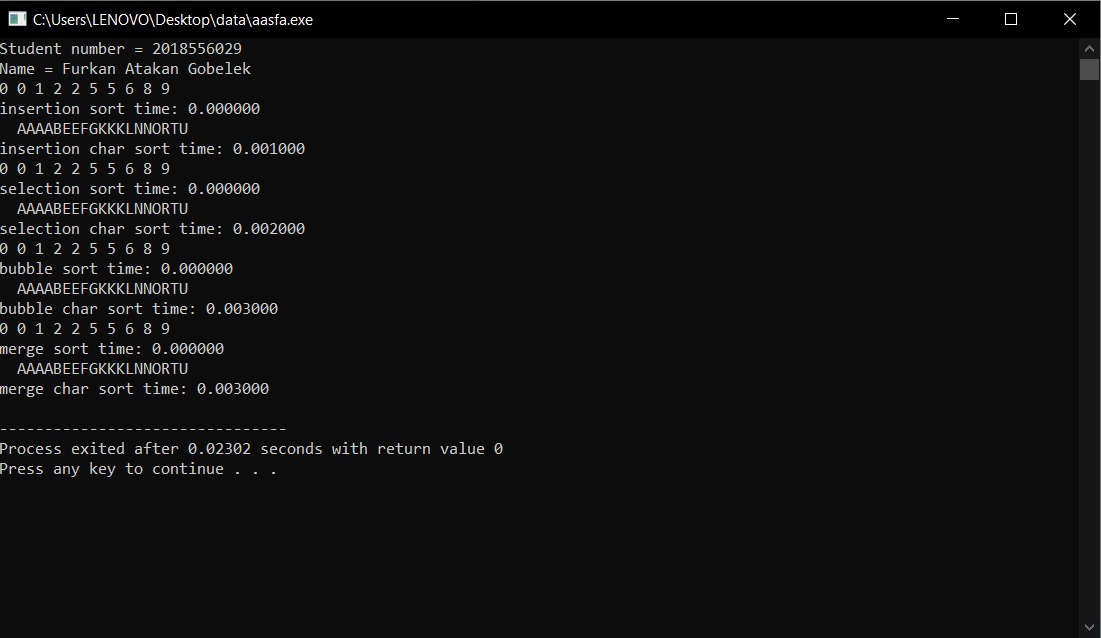 C:\Users\LENOVO\Desktop\data\aasfa.exe
Student number = 2018556029
Name = Furkan Atakan Gobelek
0 0 1 2 2 5 5 6 8 9
insertion sort time: 0.000000
  AAAABEEFGKKKLNNORTU
insertion char sort time: 0.001000
0 0 1 2 2 5 5 6 8 9
selection sort time: 0.000000
  AAAABEEFGKKKLNNORTU
selection char sort time: 0.002000
0 0 1 2 2 5 5 6 8 9
bubble sort time: 0.000000
  AAAABEEFGKKKLNNORTU
bubble char sort time: 0.003000
0 0 1 2 2 5 5 6 8 9
merge sort time: 0.000000
  AAAABEEFGKKKLNNORTU
merge char sort time: 0.003000
--------------------------------
Process exited after 0.02302 seconds with return value 0
Press any key to continue . . .